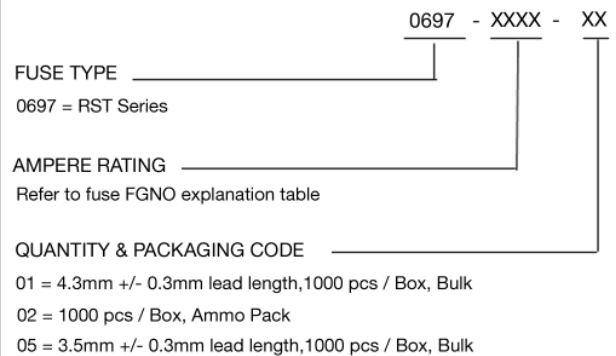 0697 - XXXX - XX
FUSE TYPE
0697 = RST Series
AMPERE RATING
Refer to fuse FGNO explanation table
QUANTITY & PACKAGING CODE
01 = 4.3mm +/- 0.3mm lead length,1000 pcs / Box, Bulk
02 = 1000 pcs / Box, Ammo Pack
05 = 3.5mm +/- 0.3mm lead length,1000 pcs / Box, Bulk